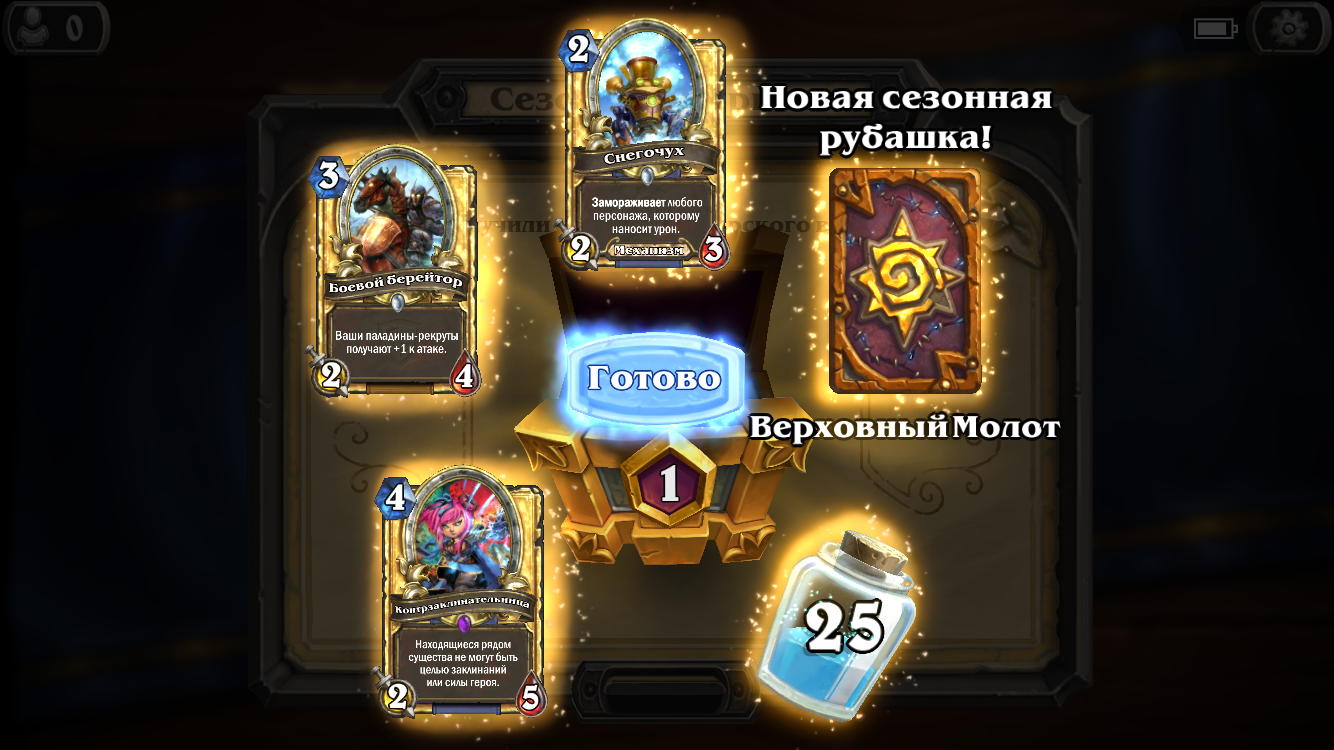 0
2
Снегочух
Замораживает любого
персонажа, которому
наносит урон.
Механизм
2
3
Новая сезонная
рубашка!
3
Боевой берейтор
Ваши паладины-рекруты
получают +1 к атаке.
2
4
Готово
Верховный Молот
1
4
Контрзаклинательница
Находящиеся рядом
существа не могут быть
целью заклинаний
или силы героя.
2
5
25